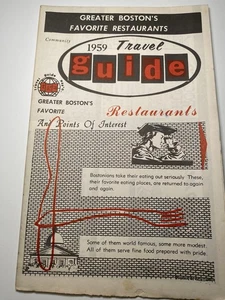 GREATER BOSTON'S
FAVORITE RESTAURANTS
Community
1959 Travel
guide
GREATER BOSTON'S
FAVORITE
Restaurants
And Points Of Interest
Bostonians take their eating out seriously. These,
their favorite eating places, are returned to again
and again.
Some of them world famous, some more modest.
All of them serve fine food prepared with pride.